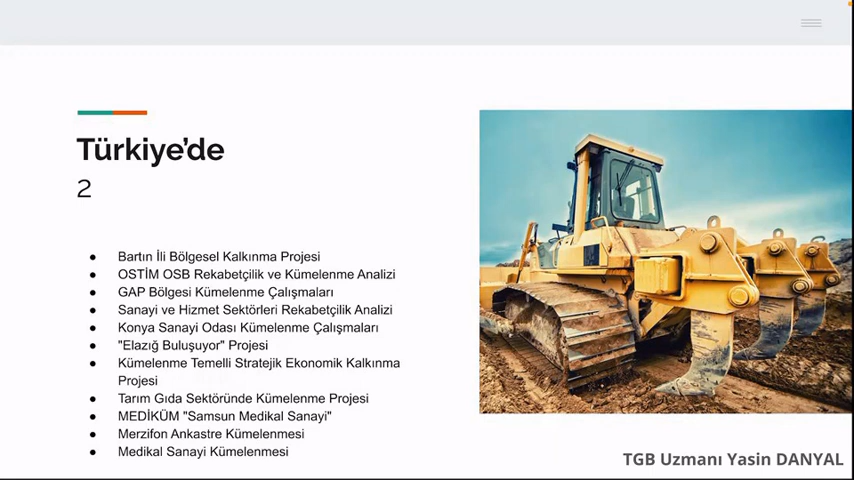 Türkiye’de
2
● Bartın İli Bölgesel Kalkınma Projesi
● OSTİM OSB Rekabetçilik ve Kümelenme Analizi
● GAP Bölgesi Kümelenme Çalışmaları
● Sanayi ve Hizmet Sektörleri Rekabetçilik Analizi
● Konya Sanayi Odası Kümelenme Çalışmaları
● "Elazığ Buluşuyor" Projesi
● Kümelenme Temelli Stratejik Ekonomik Kalkınma
Projesi
● Tarım Gıda Sektöründe Kümelenme Projesi
● MEDİKÜM "Samsun Medikal Sanayi"
● Merzifon Ankastre Kümelenmesi
● Medikal Sanayi Kümelenmesi
TGB Uzmanı Yasin DANYAL